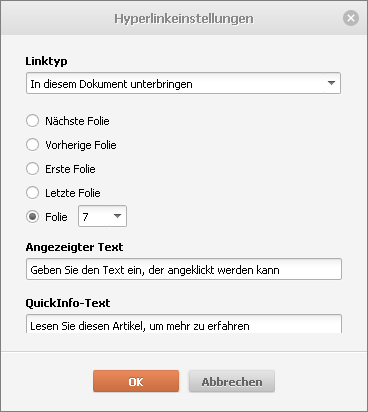 Hyperlinkeinstellungen
Linktyp
In diesem Dokument unterbringen
Nächste Folie
Vorherige Folie
Erste Folie
Letzte Folie
Folie 7
Angezeigter Text
Geben Sie den Text ein, der angeklickt werden kann
QuickInfo-Text
Lesen Sie diesen Artikel, um mehr zu erfahren
OK Abbrechen